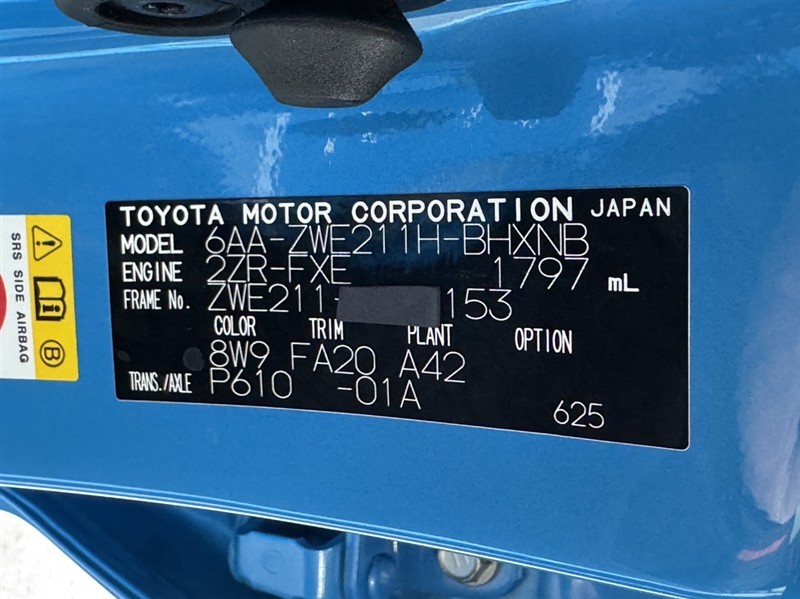 TOYOTA MOTOR CORPORATION JAPAN
MODEL 6AA-ZWE211H-BHXNB
ENGINE 2ZR-FXE 1797 mL
FRAME No. ZWE211- 153
COLOR TRIM PLANT OPTION
8W9 FA20 A42
TRANS./AXLE P610 -01A
625
SRS SIDE AIRBAG
B